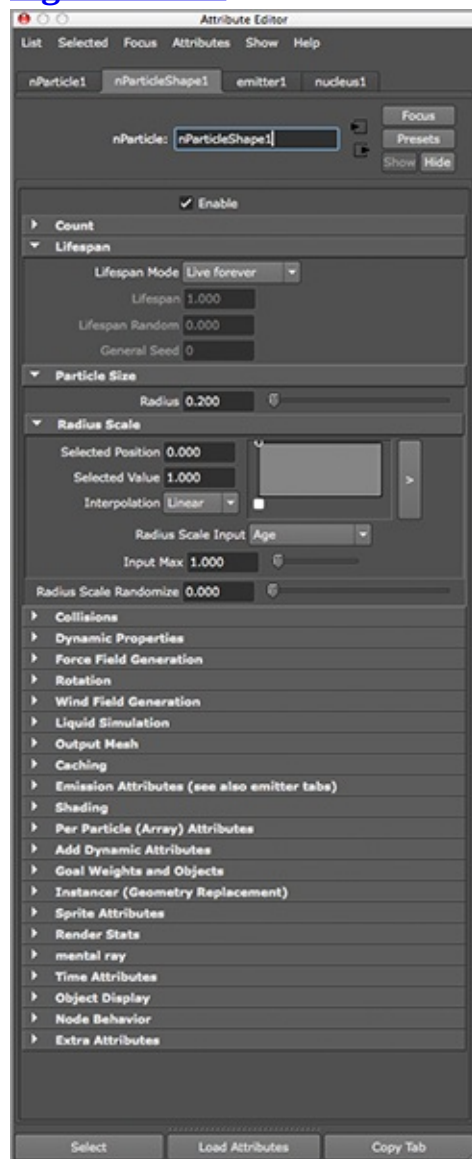 Attribute Editor
List Selected Focus Attributes Show Help
nParticle1 nParticleShape1 emitter1 nucleus1
Focus
nParticle: nParticleShape1 Presets
Show Hide
Enable
Count
Lifespan
Lifespan Mode Live forever
Lifespan 1.000
Lifespan Random 0.000
General Seed 0
Particle Size
Radius 0.200
Radius Scale
Selected Position 0.000
Selected Value 1.000 >
Interpolation Linear
Radius Scale Input Age
Input Max 1.000
Radius Scale Randomize 0.000
Collisions
Dynamic Properties
Force Field Generation
Rotation
Wind Field Generation
Liquid Simulation
Output Mesh
Caching
Emission Attributes (see also emitter tabs)
Shading
Per Particle (Array) Attributes
Add Dynamic Attributes
Goal Weights and Objects
Instancer (Geometry Replacement)
Sprite Attributes
Render Stats
mental ray
Time Attributes
Object Display
Node Behavior
Extra Attributes
Select Load Attributes Copy Tab